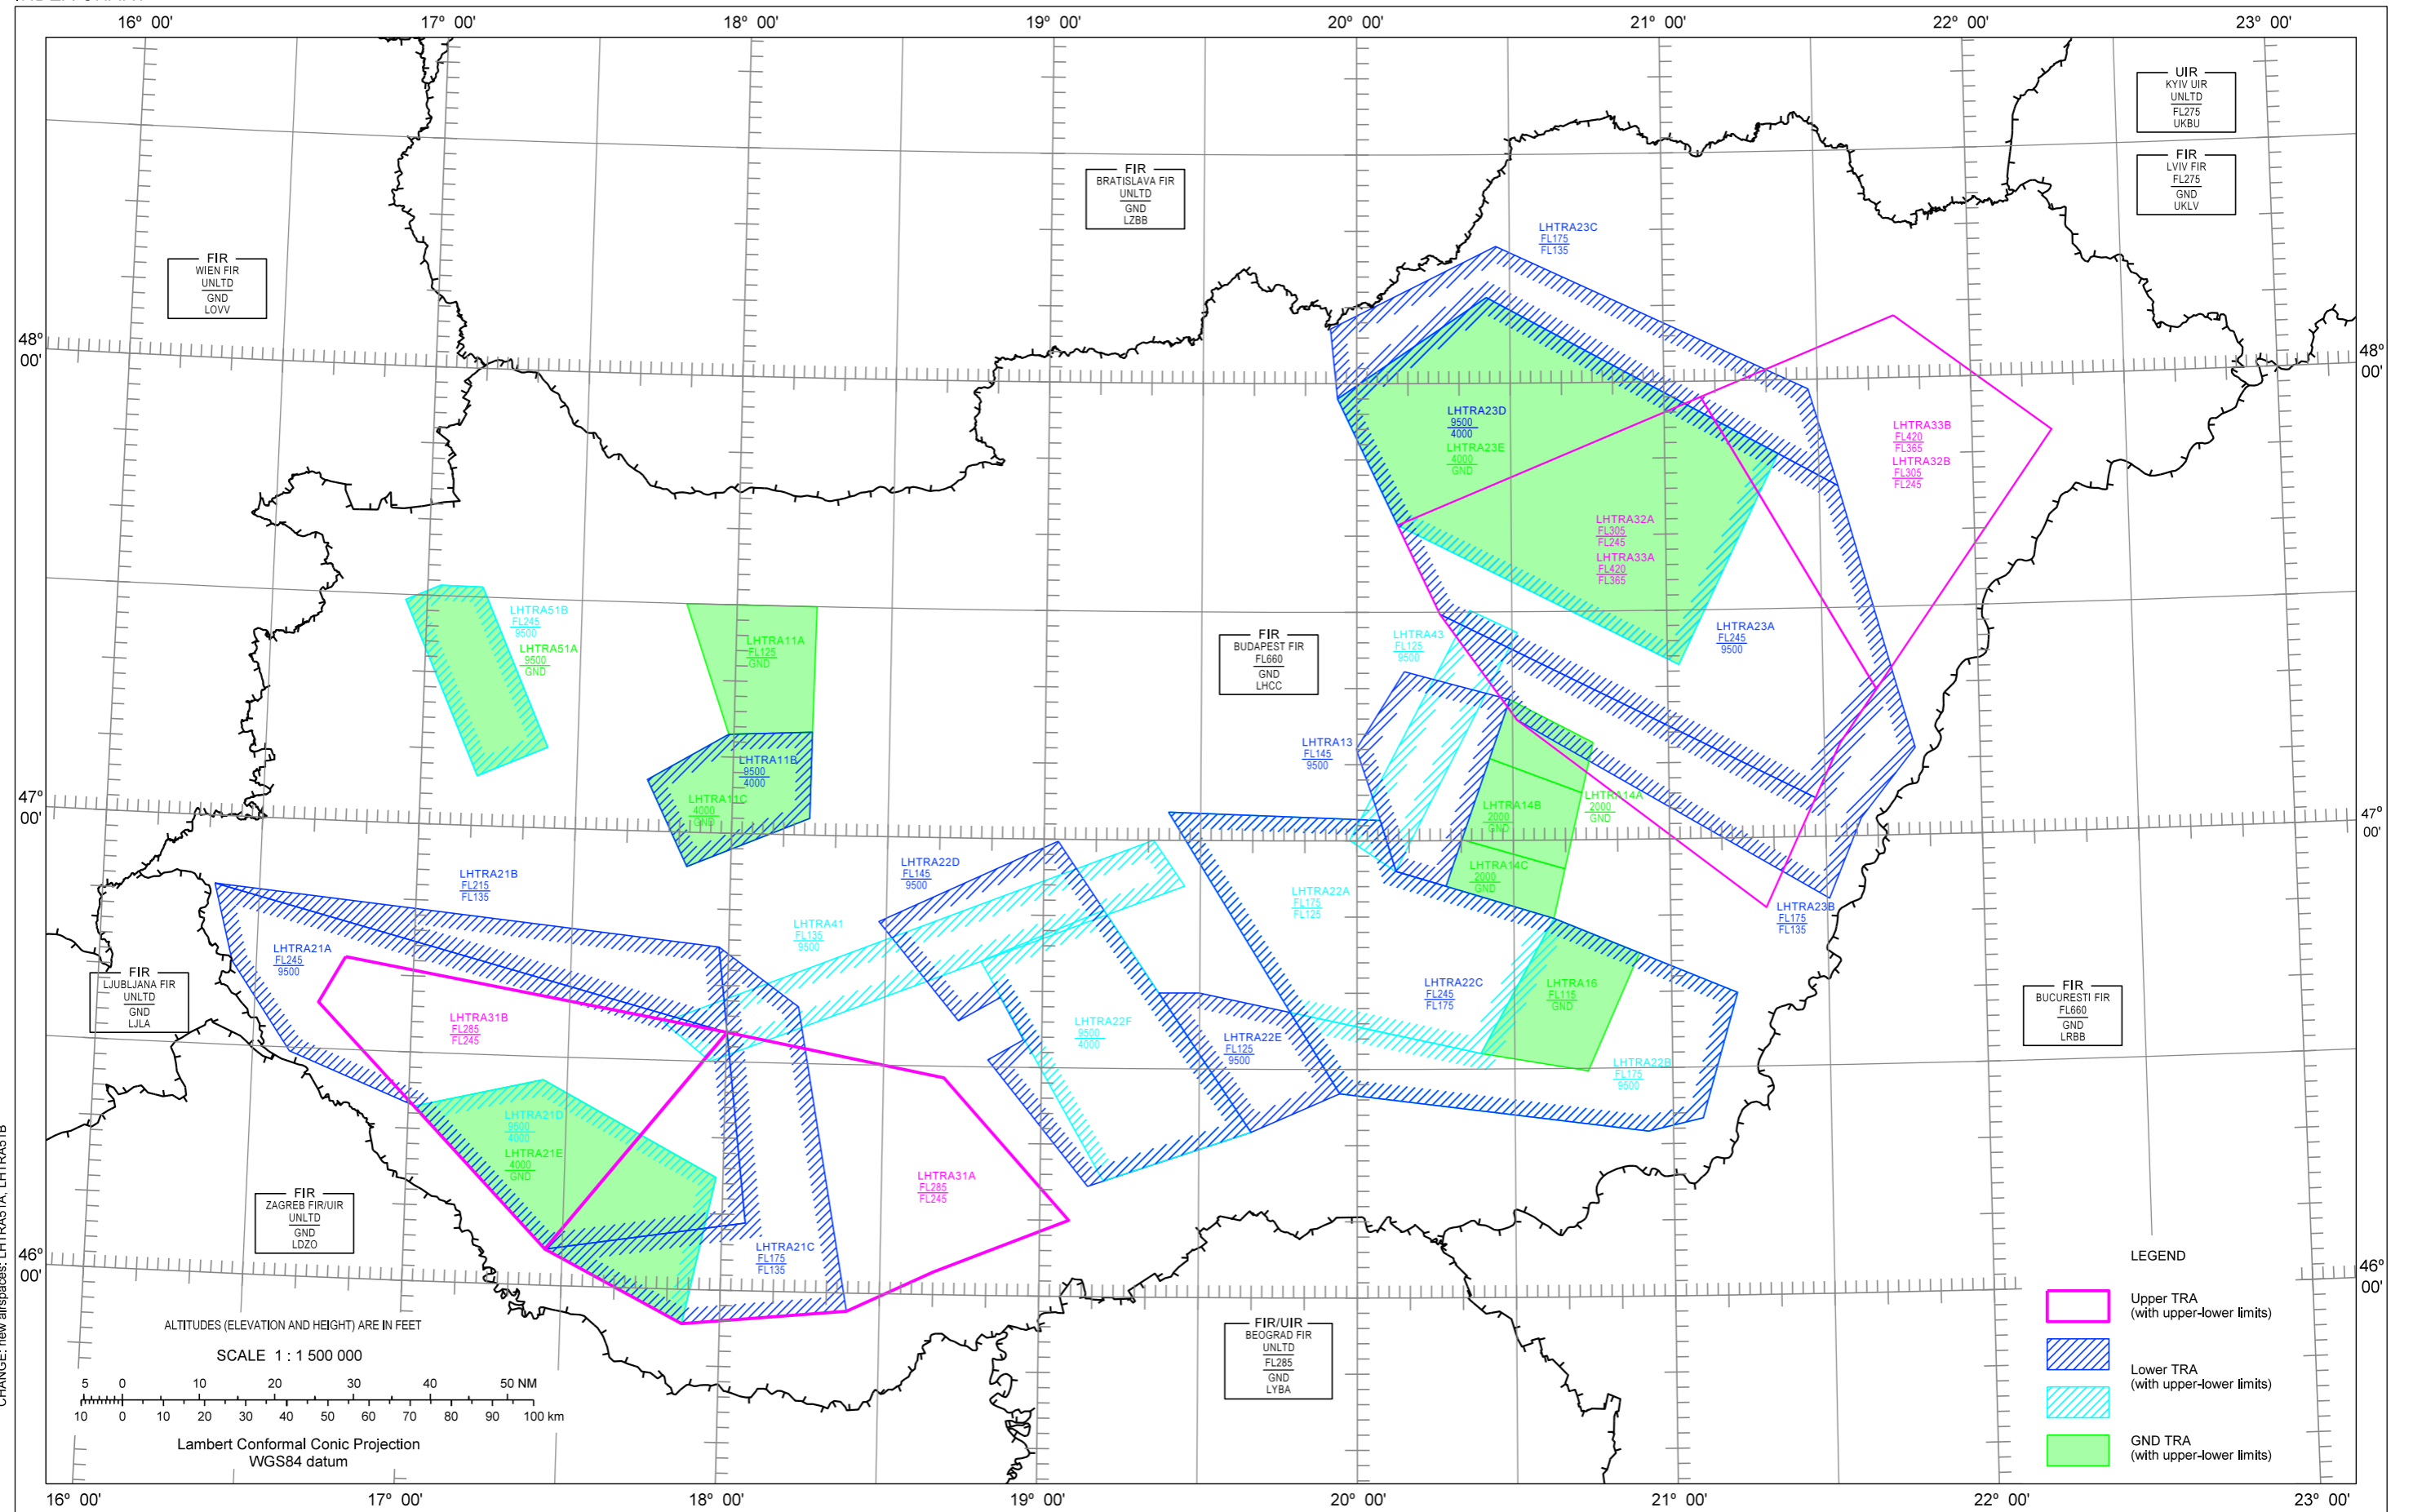 16° 00' 17° 00' 18° 00' 19° 00' 20° 00' 21° 00' 22° 00' 23° 00'
UIR
KYIV UIR
UNLTD
FL275
UKBU
FIR
LVIV FIR
FL275
GND
UKLV
FIR
BRATISLAVA FIR
UNLTD
GND
LZBB
FIR
WIEN FIR
UNLTD
GND
LOVV
LHTRA23C
FL175
FL135
48°
00'
48°
00'
LHTRA23D
9500
4000
LHTRA23E
4000
GND
LHTRA33B
FL420
FL365
LHTRA32B
FL305
FL245
LHTRA32A
FL305
FL245
LHTRA33A
FL420
FL365
LHTRA51B
FL245
9500
LHTRA51A
9500
GND
LHTRA11A
FL125
GND
FIR
BUDAPEST FIR
FL660
GND
LHCC
LHTRA43
FL125
9500
LHTRA23A
FL245
9500
LHTRA13
FL145
9500
LHTRA11B
9500
4000
LHTRA11C
4000
GND
LHTRA14A
2000
GND
LHTRA14B
2000
GND
LHTRA14C
2000
GND
47°
00'
47°
00'
LHTRA21B
FL215
FL135
LHTRA22D
FL145
9500
LHTRA22A
FL175
FL125
LHTRA23B
FL175
FL135
LHTRA41
FL135
9500
LHTRA21A
FL245
9500
FIR
LJUBLJANA FIR
UNLTD
GND
LJLA
LHTRA22C
FL245
FL175
LHTRA16
FL115
GND
FIR
BUCURESTI FIR
FL660
GND
LRBB
LHTRA31B
FL285
FL245
LHTRA22F
9500
4000
LHTRA22E
FL125
9500
LHTRA22B
FL175
9500
LHTRA21D
9500
4000
LHTRA21E
4000
GND
LHTRA31A
FL285
FL245
FIR
ZAGREB FIR/UIR
UNLTD
GND
LDZO
LHTRA21C
FL175
FL135
46°
00'
46°
00'
FIR/UIR
BEOGRAD FIR
UNLTD
FL285
GND
LYBA
LEGEND
Upper TRA
(with upper-lower limits)
Lower TRA
(with upper-lower limits)
GND TRA
(with upper-lower limits)
CHANGE: new airspaces: LHTRA51A, LHTRA51B
ALTITUDES (ELEVATION AND HEIGHT) ARE IN FEET
SCALE 1 : 1 500 000
5 0 10 20 30 40 50 NM
10 0 10 20 30 40 50 60 70 80 90 100 km
Lambert Conformal Conic Projection
WGS84 datum
16° 00' 17° 00' 18° 00' 19° 00' 20° 00' 21° 00' 22° 00' 23° 00'